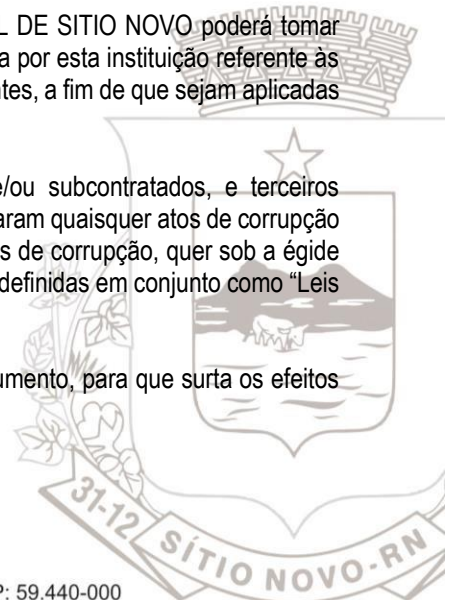 L DE SITIO NOVO poderá tomar
a por esta instituição referente às
ntes, a fim de que sejam aplicadas
e/ou subcontratados, e terceiros
aram quaisquer atos de corrupção
s de corrupção, quer sob a égide
definidas em conjunto como “Leis
umento, para que surta os efeitos
31-12 SÍTIO NOVO-RN
P: 59.440-000